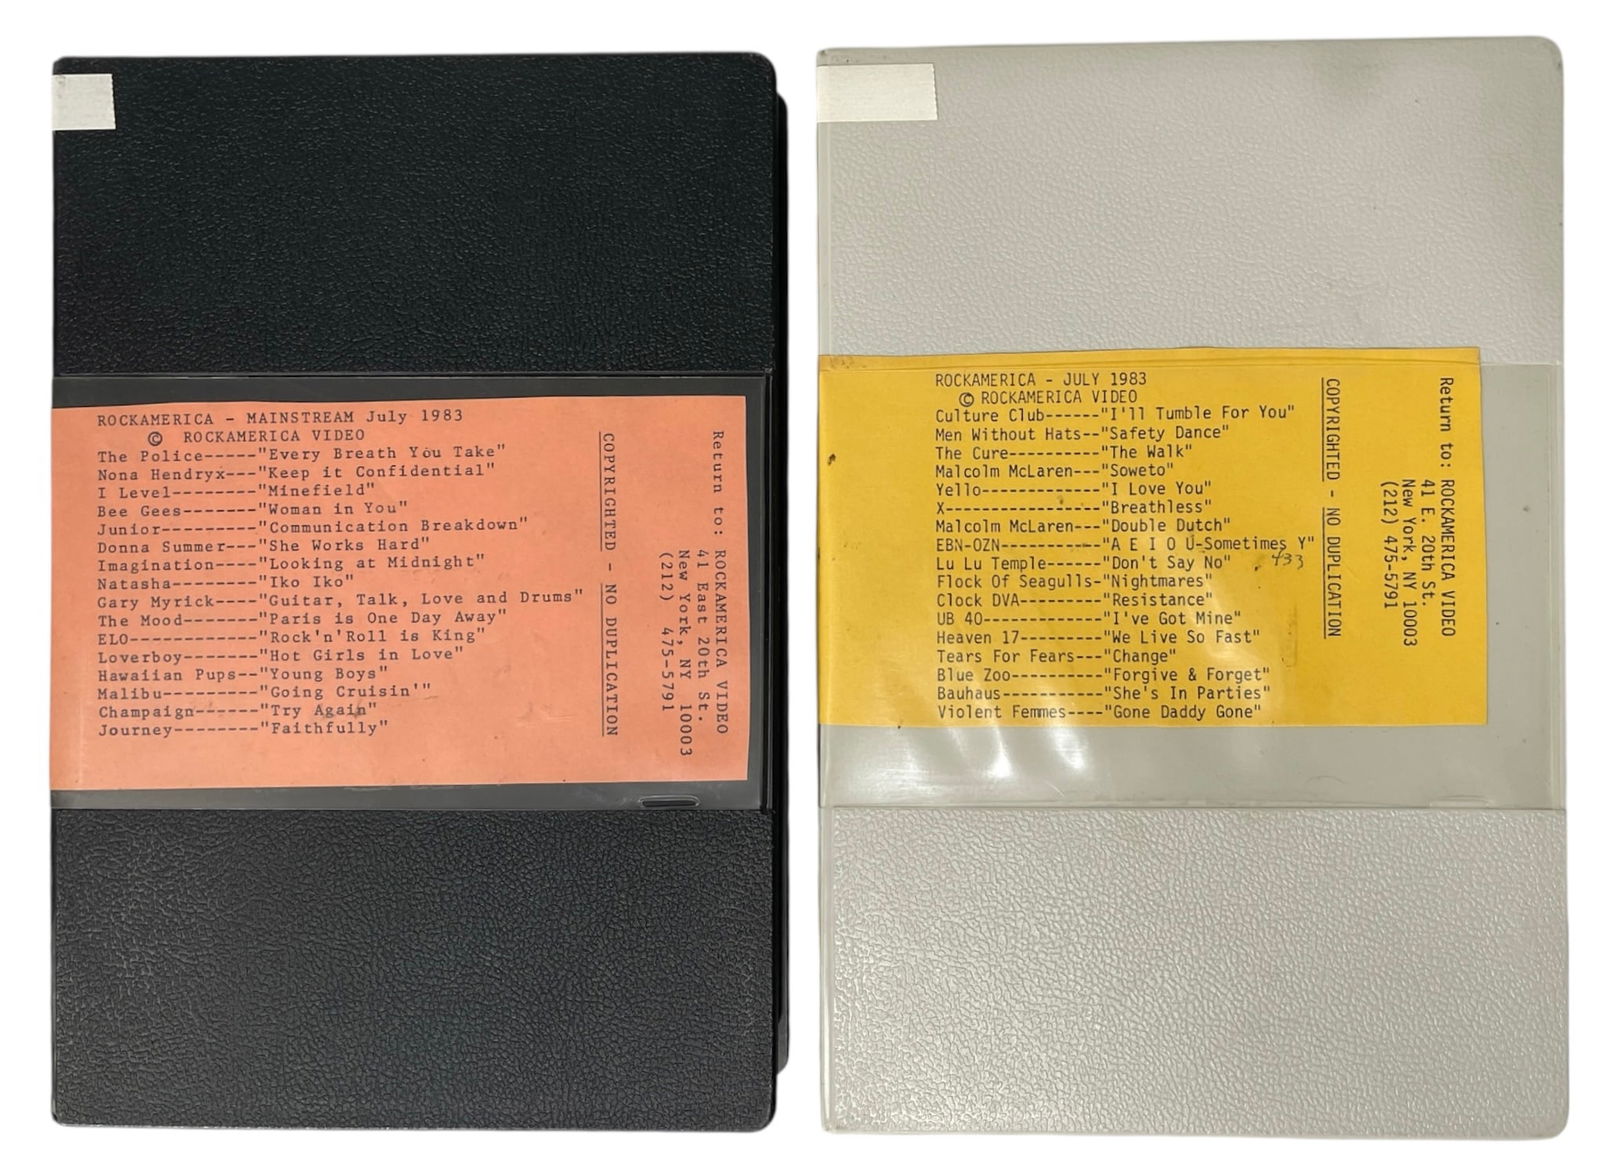 ROCKAMERICA - MAINSTREAM July 1983
© ROCKAMERICA VIDEO
The Police-----"Every Breath You Take"
Nona Hendryx---"Keep it Confidential"
I Level--------"Minefield"
Bee Gees-------"Woman in You"
Junior---------"Communication Breakdown"
Donna Summer---"She Works Hard"
Imagination----"Looking at Midnight"
Natasha--------"Iko Iko"
Gary Myrick----"Guitar, Talk, Love and Drums"
The Mood-------"Paris is One Day Away"
ELO------------"Rock'n'Roll is King"
Loverboy-------"Hot Girls in Love"
Hawaiian Pups--"Young Boys"
Malibu---------"Going Cruisin'"
Champaign------"Try Again"
Journey--------"Faithfully"
COPYRIGHTED - NO DUPLICATION
Return to: ROCKAMERICA VIDEO
41 East 20th St.
New York, NY 10003
(212) 475-5791
ROCKAMERICA - JULY 1983
© ROCKAMERICA VIDEO
Culture Club------"I'll Tumble For You"
Men Without Hats--"Safety Dance"
The Cure----------"The Walk"
Malcolm McLaren---"Soweto"
Yello-------------"I Love You"
X-----------------"Breathless"
Malcolm McLaren---"Double Dutch"
EBN-OZN-----------"A E I O U-Sometimes Y"
Lu Lu Temple------"Don't Say No" 433
Flock Of Seagulls-"Nightmares"
Clock DVA---------"Resistance"
UB 40-------------"I've Got Mine"
Heaven 17---------"We Live So Fast"
Tears For Fears---"Change"
Blue Zoo----------"Forgive & Forget"
Bauhaus-----------"She's In Parties"
Violent Femmes----"Gone Daddy Gone"
COPYRIGHTED - NO DUPLICATION
Return to: ROCKAMERICA VIDEO
41 E. 20th St.
New York, NY 10003
(212) 475-5791